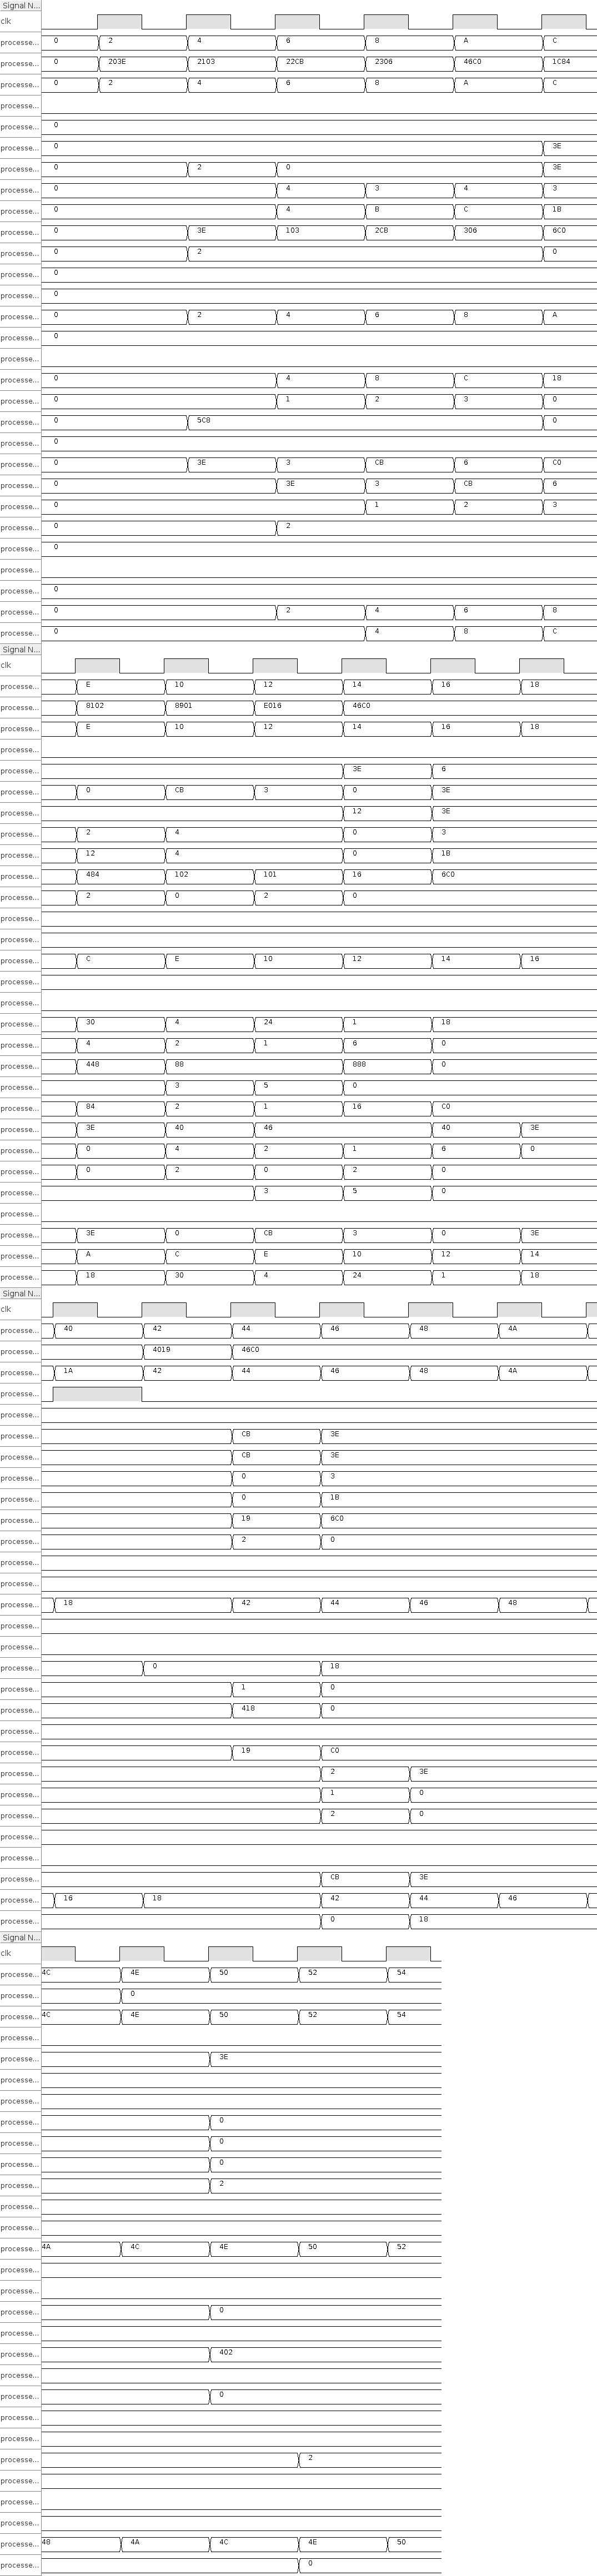 Signal N...
clk
processe... 0 2 4 6 8 A C
processe... 0 203E 2103 22CB 2306 46C0 1C84
processe... 0 2 4 6 8 A C
processe...
processe... 0
processe... 0 3E
processe... 0 2 0 3E
processe... 0 4 3 4 3
processe... 0 4 B C 1B
processe... 0 3E 103 2CB 306 6C0
processe... 0 2 0
processe... 0
processe... 0
processe... 0 2 4 6 8 A
processe... 0
processe...
processe... 0 4 8 C 18
processe... 0 1 2 3 0
processe... 0 5C8 0
processe... 0
processe... 0 3E 3 CB 6 C0
processe... 0 3E 3 CB 6
processe... 0 1 2 3
processe... 0 2
processe... 0
processe...
processe... 0
processe... 0 2 4 6 8
processe... 0 4 8 C
Signal N...
clk
processe... E 10 12 14 16 18
processe... 8102 8901 E016 46C0
processe... E 10 12 14 16 18
processe...
processe... 3E 6
processe... 0 CB 3 0 3E
processe... 12 3E
processe... 2 4 0 3
processe... 12 4 0 1B
processe... 484 102 101 16 6C0
processe... 2 0 2 0
processe...
processe...
processe... C E 10 12 14 16
processe...
processe...
processe... 30 4 24 1 18
processe... 4 2 1 6 0
processe... 448 88 888 0
processe... 3 5 0
processe... 84 2 1 16 C0
processe... 3E 40 46 40 3E
processe... 0 4 2 1 6 0
processe... 0 2 0 2 0
processe... 3 5 0
processe...
processe... 3E 0 CB 3 0 3E
processe... A C E 10 12 14
processe... 18 30 4 24 1 18
Signal N...
clk
processe... 40 42 44 46 48 4A
processe... 4019 46C0
processe... 1A 42 44 46 48 4A
processe...
processe...
processe... CB 3E
processe... CB 3E
processe... 0 3
processe... 0 1B
processe... 19 6C0
processe... 2 0
processe...
processe...
processe... 18 42 44 46 48
processe...
processe...
processe... 0 18
processe... 1 0
processe... 418 0
processe...
processe... 19 C0
processe... 2 3E
processe... 1 0
processe... 2 0
processe...
processe...
processe... CB 3E
processe... 16 18 42 44 46
processe... 0 18
Signal N...
clk
processe... 4C 4E 50 52 54
processe... 0
processe... 4C 4E 50 52 54
processe...
processe... 3E
processe...
processe...
processe... 0
processe... 0
processe... 0
processe... 2
processe...
processe...
processe... 4A 4C 4E 50 52
processe...
processe...
processe... 0
processe...
processe... 402
processe...
processe... 0
processe...
processe...
processe... 2
processe...
processe...
processe...
processe... 48 4A 4C 4E 50
processe... 0